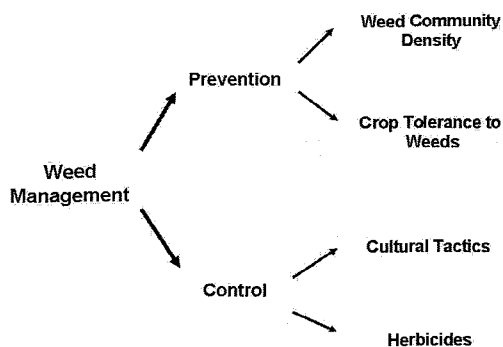 Weed Community
Density
Prevention
Crop Tolerance to
Weeds
Weed
Management
Cultural Tactics
Control
Herbicides